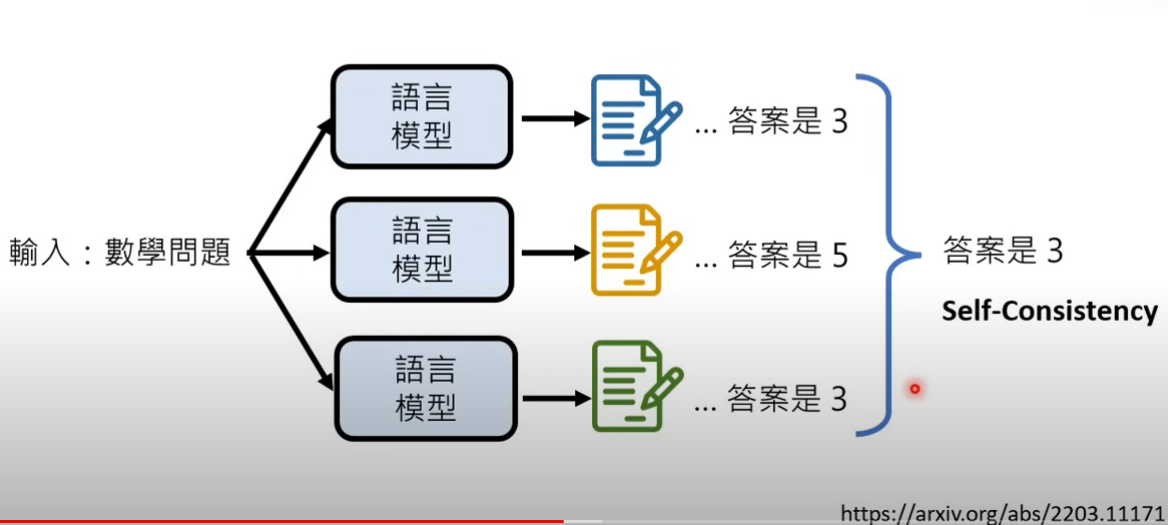 語言
模型
... 答案是 3
輸入：數學問題
語言
模型
... 答案是 5
答案是 3
Self-Consistency
語言
模型
... 答案是 3
https://arxiv.org/abs/2203.11171